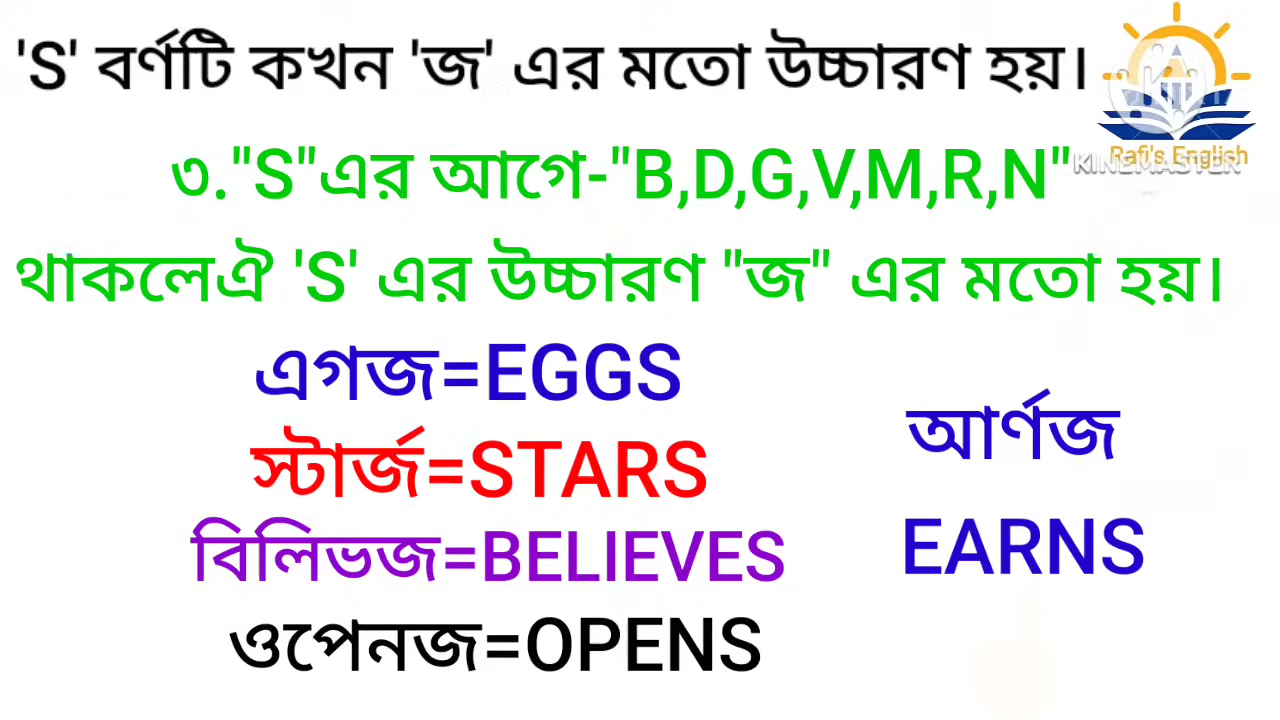 'S' বর্ণটি কখন 'জ' এর মতো উচ্চারণ হয়।
৩."S"এর আগে-"B,D,G,V,M,R,N"
থাকলেঐ 'S' এর উচ্চারণ "জ" এর মতো হয়।
এগজ=EGGS
স্টার্জ=STARS
বিলিভজ=BELIEVES
ওপেনজ=OPENS
আর্ণজ
EARNS
Rafi's English
KINEMASTER